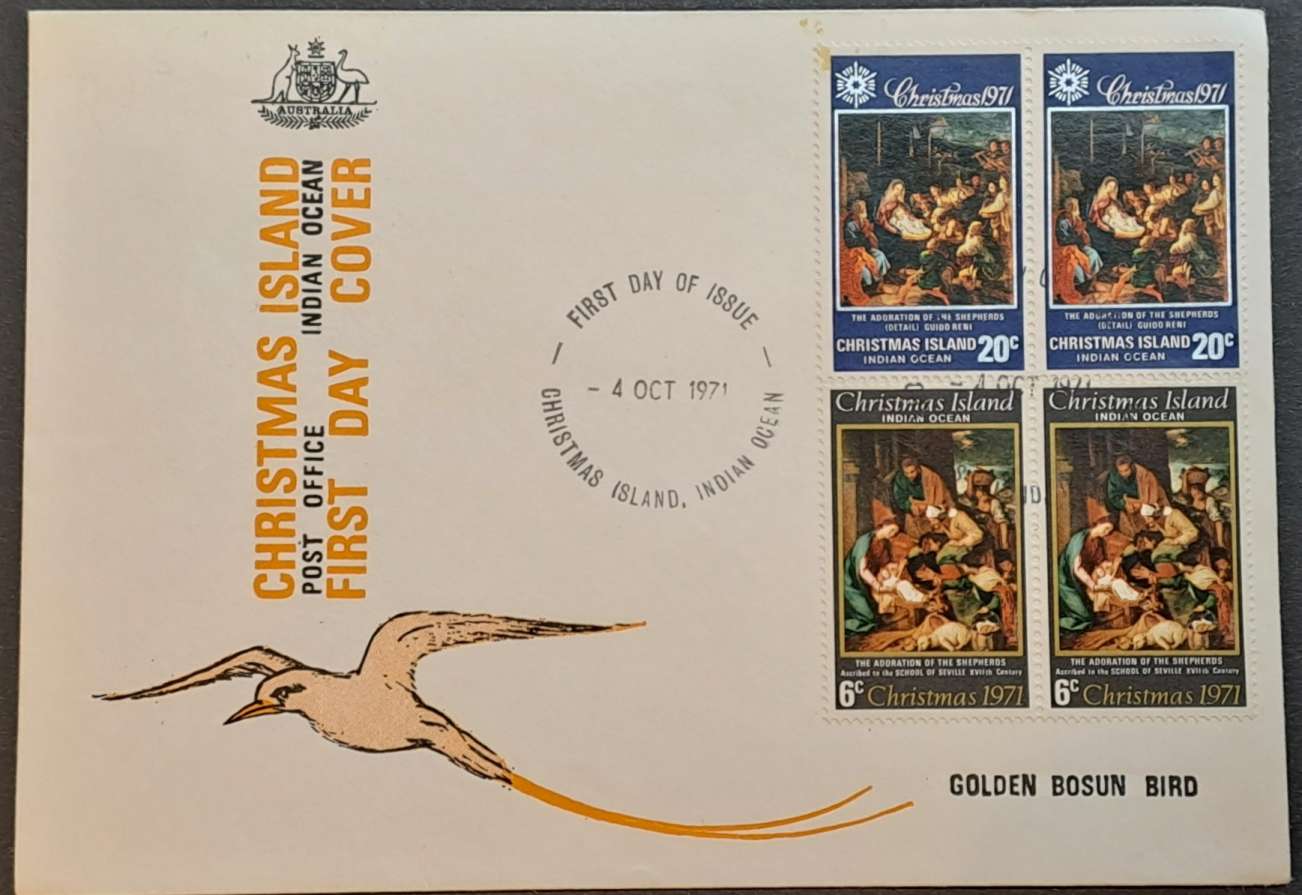 AUSTRALIA
CHRISTMAS ISLAND
POST OFFICE INDIAN OCEAN
FIRST DAY COVER
FIRST DAY OF ISSUE
- 4 OCT 1971
CHRISTMAS ISLAND, INDIAN OCEAN
Christmas 1971
THE ADORATION OF THE SHEPHERDS
(DETAIL) GUIDO RENI
CHRISTMAS ISLAND 20c
INDIAN OCEAN
Christmas 1971
THE ADORATION OF THE SHEPHERDS
(DETAIL) GUIDO RENI
CHRISTMAS ISLAND 20c
INDIAN OCEAN
- 4 OCT 1971
Christmas Island
INDIAN OCEAN
THE ADORATION OF THE SHEPHERDS
Ascribed to the SCHOOL OF SEVILLE XVIIth Century
6c Christmas 1971
Christmas Island
INDIAN OCEAN
THE ADORATION OF THE SHEPHERDS
Ascribed to the SCHOOL OF SEVILLE XVIIth Century
6c Christmas 1971
GOLDEN BOSUN BIRD